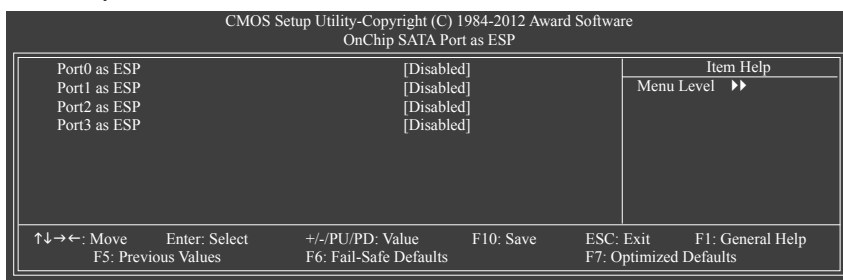 CMOS Setup Utility-Copyright (C) 1984-2012 Award Software
OnChip SATA Port as ESP
Port0 as ESP [Disabled]
Port1 as ESP [Disabled]
Port2 as ESP [Disabled]
Port3 as ESP [Disabled]
Item Help
Menu Level ▶▶
↑↓→←: Move Enter: Select +/-/PU/PD: Value F10: Save ESC: Exit F1: General Help
F5: Previous Values F6: Fail-Safe Defaults F7: Optimized Defaults